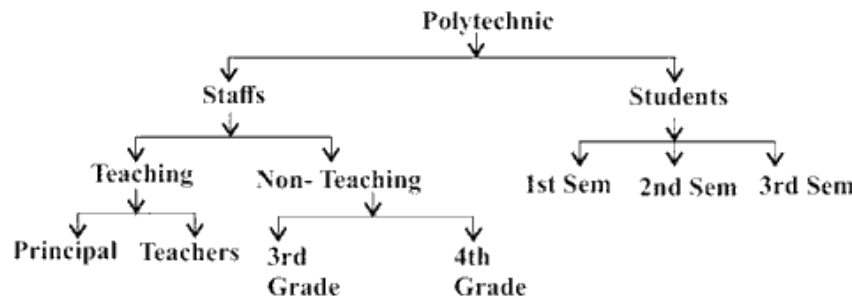 Polytechnic
Staffs
Students
Teaching
Non- Teaching
1st Sem
2nd Sem
3rd Sem
Principal
Teachers
3rd
Grade
4th
Grade